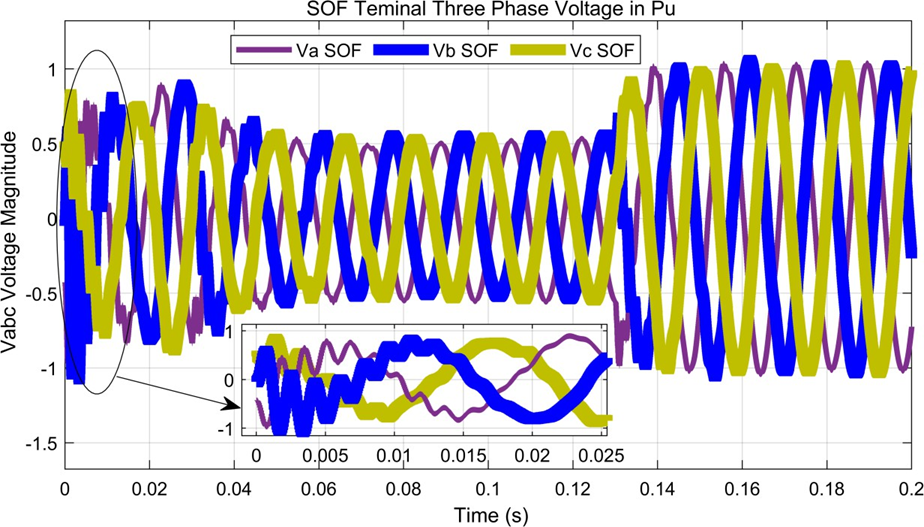 SOF Teminal Three Phase Voltage in Pu
Va SOF Vb SOF Vc SOF
Vabc Voltage Magnitude
1
0.5
0
-0.5
-1
-1.5
1
0
-1
0 0.005 0.01 0.015 0.02 0.025
0 0.02 0.04 0.06 0.08 0.1 0.12 0.14 0.16 0.18 0.2
Time (s)